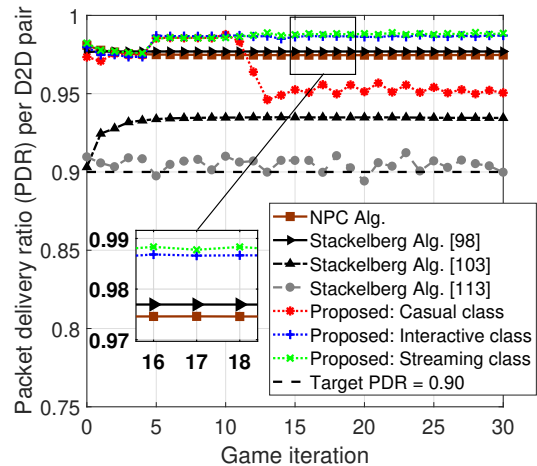 Packet delivery ratio (PDR) per D2D pair
1
0.95
0.9
0.85
0.8
0.75
0.99
0.98
0.97
16 17 18
NPC Alg.
Stackelberg Alg. [98]
Stackelberg Alg. [103]
Stackelberg Alg. [113]
Proposed: Casual class
Proposed: Interactive class
Proposed: Streaming class
Target PDR = 0.90
0 5 10 15 20 25 30
Game iteration